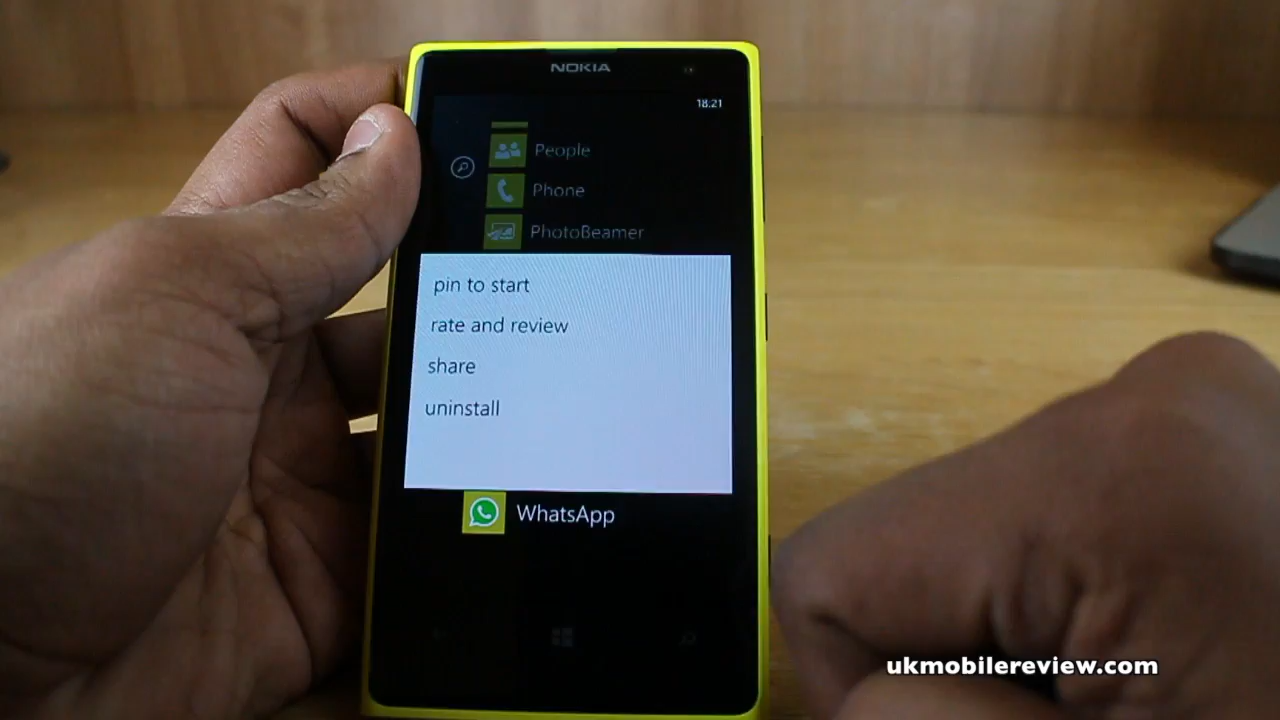 NOKIA
18:21
People
Phone
PhotoBeamer
pin to start
rate and review
share
uninstall
WhatsApp
ukmobilereview.com